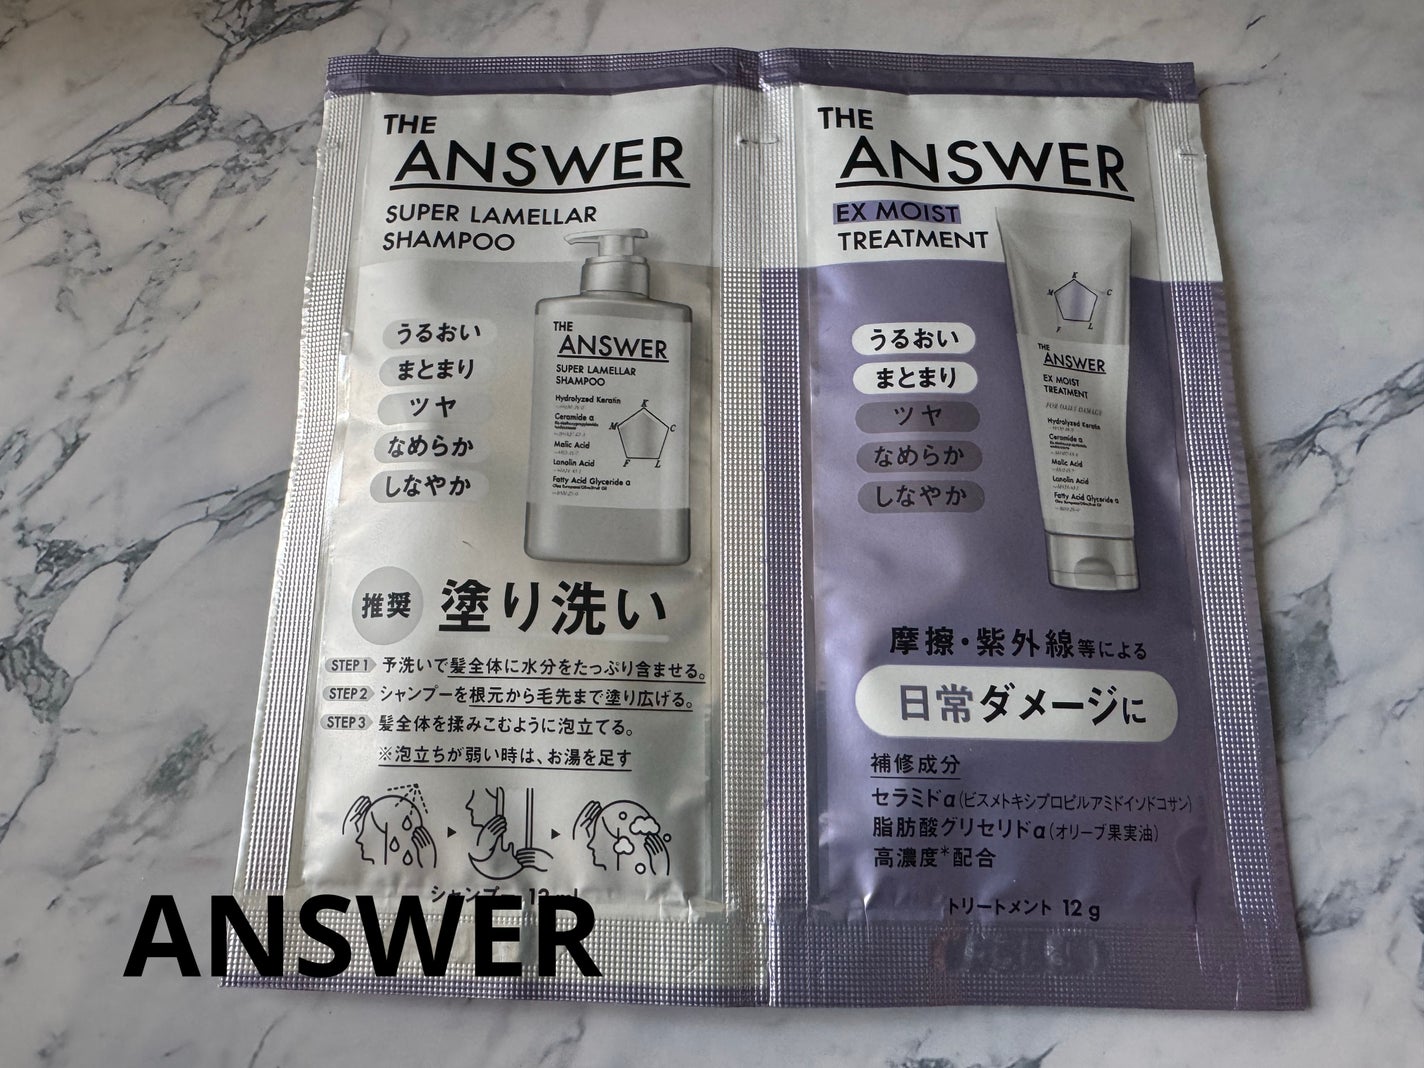 THE
ANSWER
SUPER LAMELLAR
SHAMPOO
うるおい
まとまり
ツヤ
なめらか
しなやか
THE
ANSWER
SUPER LAMELLAR
SHAMPOO
Hydrolyzed Keratin
Ceramide α
Malic Acid
Lanolin Acid
Fatty Acid Glyceride α
K
M
C
F
L
推奨 塗り洗い
STEP 1 予洗いで髪全体に水分をたっぷり含ませる。
STEP 2 シャンプーを根元から毛先まで塗り広げる。
STEP 3 髪全体を揉みこむように泡立てる。
※泡立ちが弱い時は、お湯を足す
シャンプー 12 ml
THE
ANSWER
EX MOIST
TREATMENT
うるおい
まとまり
ツヤ
なめらか
しなやか
K
M
C
F
L
THE
ANSWER
EX MOIST
TREATMENT
FOR DAILY DAMAGE
Hydrolyzed Keratin
Ceramide α
Malic Acid
Lanolin Acid
Fatty Acid Glyceride α
摩擦・紫外線等による
日常ダメージに
補修成分
セラミドα(ビスメトキシプロピルアミドイソドコサン)
脂肪酸グリセリドα(オリーブ果実油)
高濃度*配合
トリートメント 12 g
ANSWER